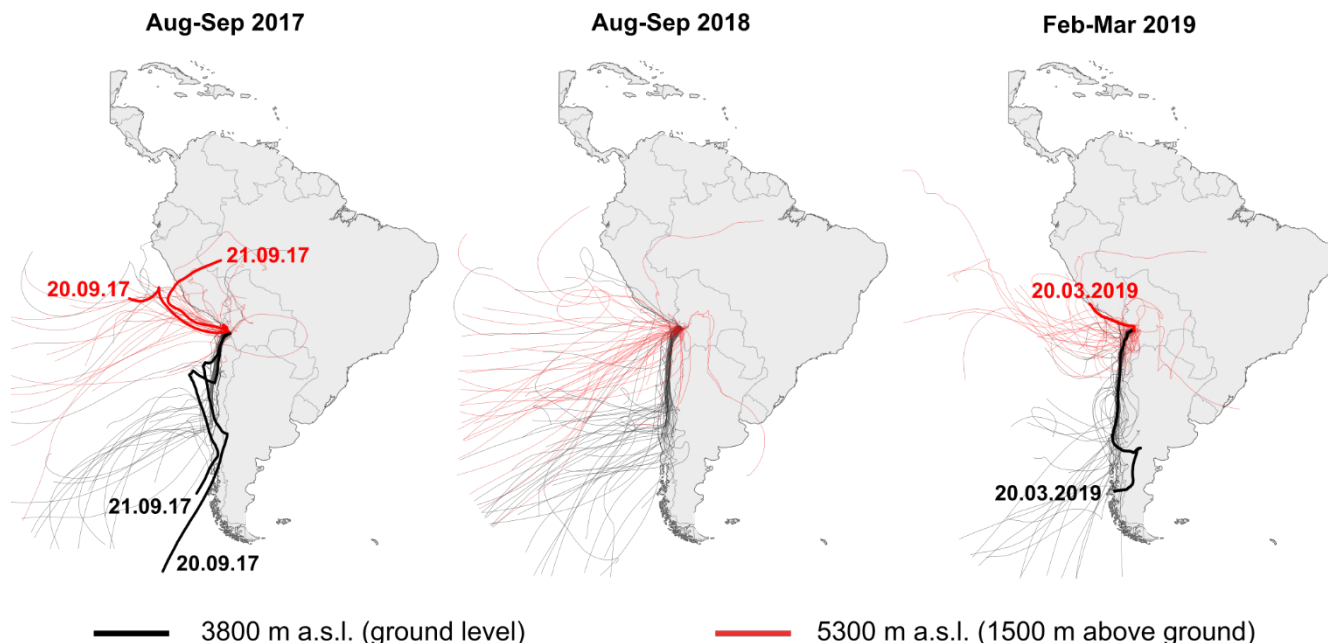 Aug-Sep 2017
Aug-Sep 2018
Feb-Mar 2019
21.09.17
20.09.17
20.03.2019
21.09.17
20.03.2019
20.09.17
3800 m a.s.l. (ground level)
5300 m a.s.l. (1500 m above ground)